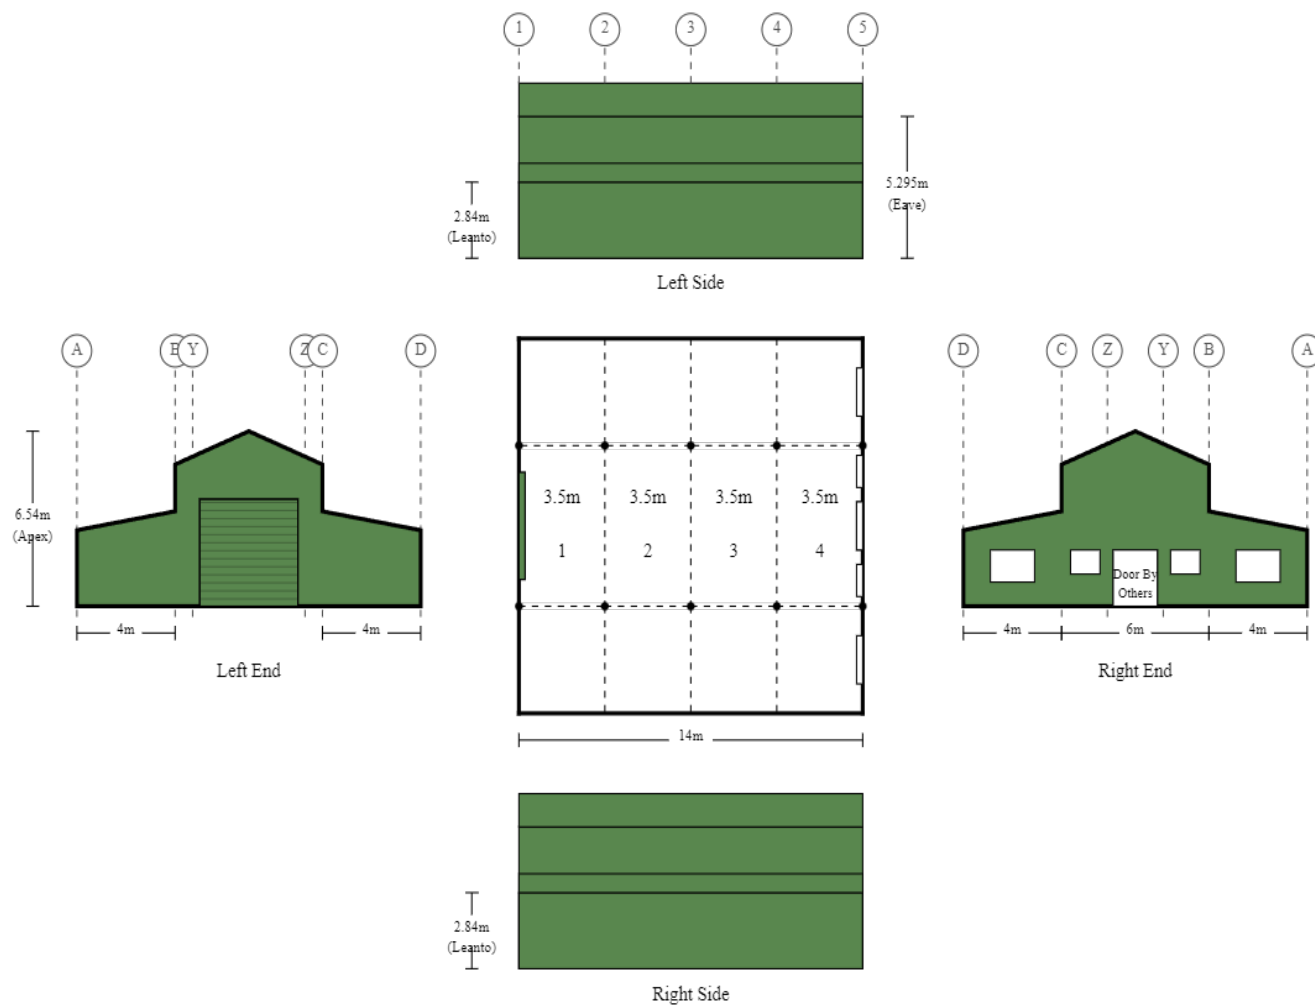 1 2 3 4 5
5.295m
(Eave)
2.84m
(Leanto)
Left Side
A B Y Z C D
D C Z Y B A
6.54m
(Apex)
3.5m 3.5m 3.5m 3.5m
1 2 3 4
Door By
Others
4m 4m
4m 6m 4m
Left End
Right End
14m
2.84m
(Leanto)
Right Side